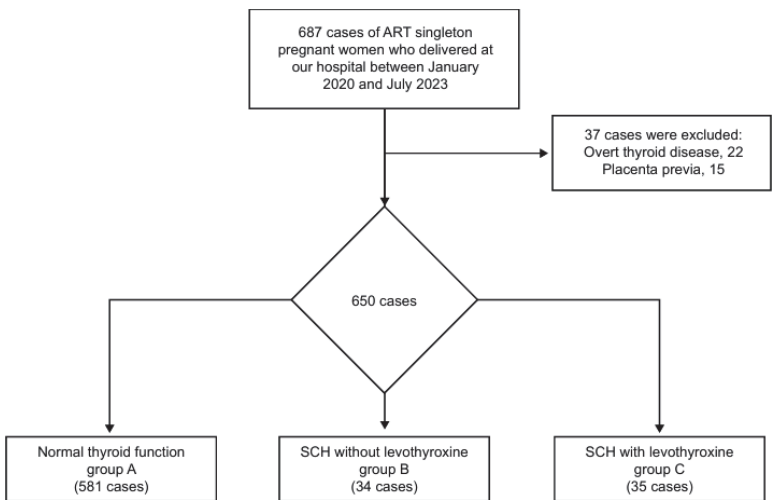 687 cases of ART singleton
pregnant women who delivered at
our hospital between January
2020 and July 2023
37 cases were excluded:
Overt thyroid disease, 22
Placenta previa, 15
650 cases
Normal thyroid function
group A
(581 cases)
SCH without levothyroxine
group B
(34 cases)
SCH with levothyroxine
group C
(35 cases)